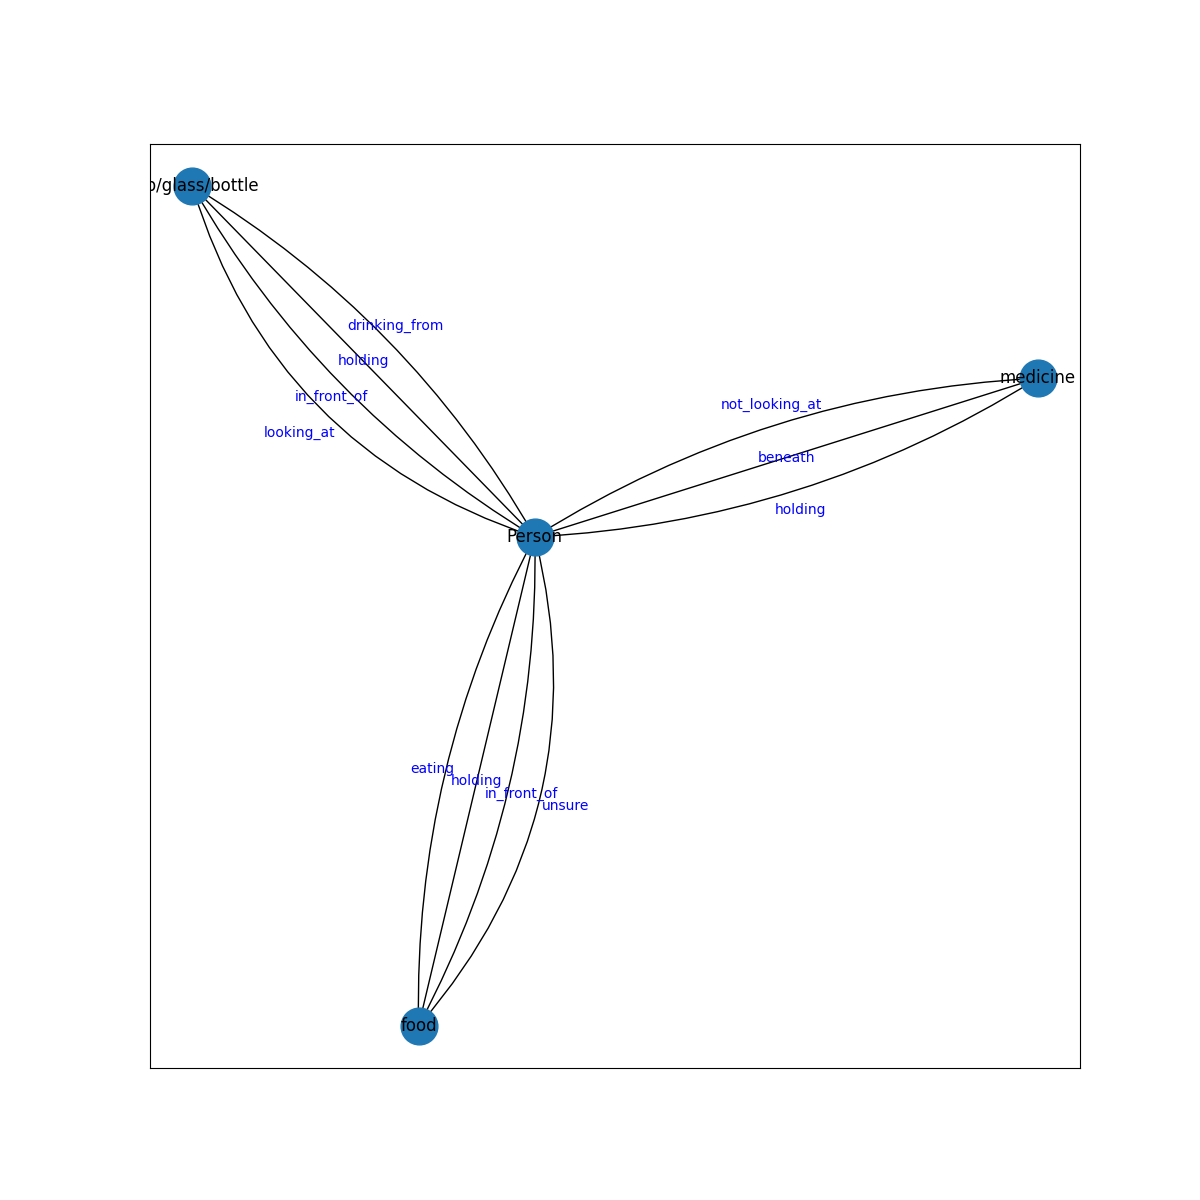 p/glass/bottle
drinking_from
holding
in_front_of
looking_at
medicine
not_looking_at
beneath
holding
Person
eating
holding
in_front_of
unsure
food